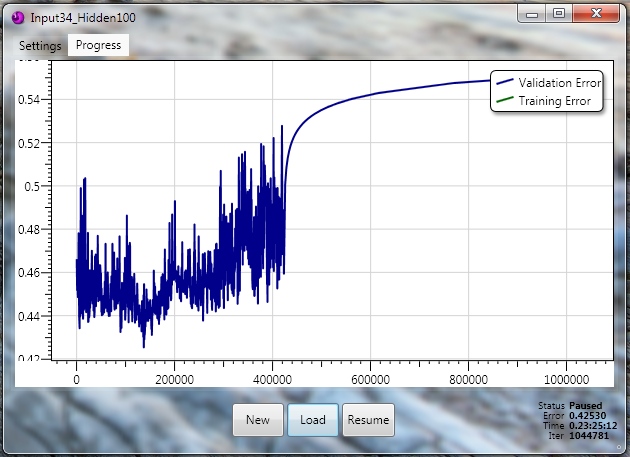 Input34_Hidden100
Settings Progress
0.54
0.52
0.5
0.48
0.46
0.44
0.42
0 200000 400000 600000 800000 1000000
Validation Error
Training Error
New Load Resume
Status Paused
Error 0.42530
Time 0.23:25:12
Iter 1044781